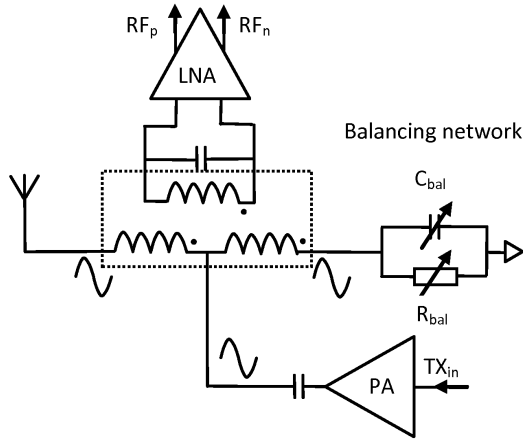 RFp
RFn
LNA
Balancing network
Cbal
Rbal
PA
TXin